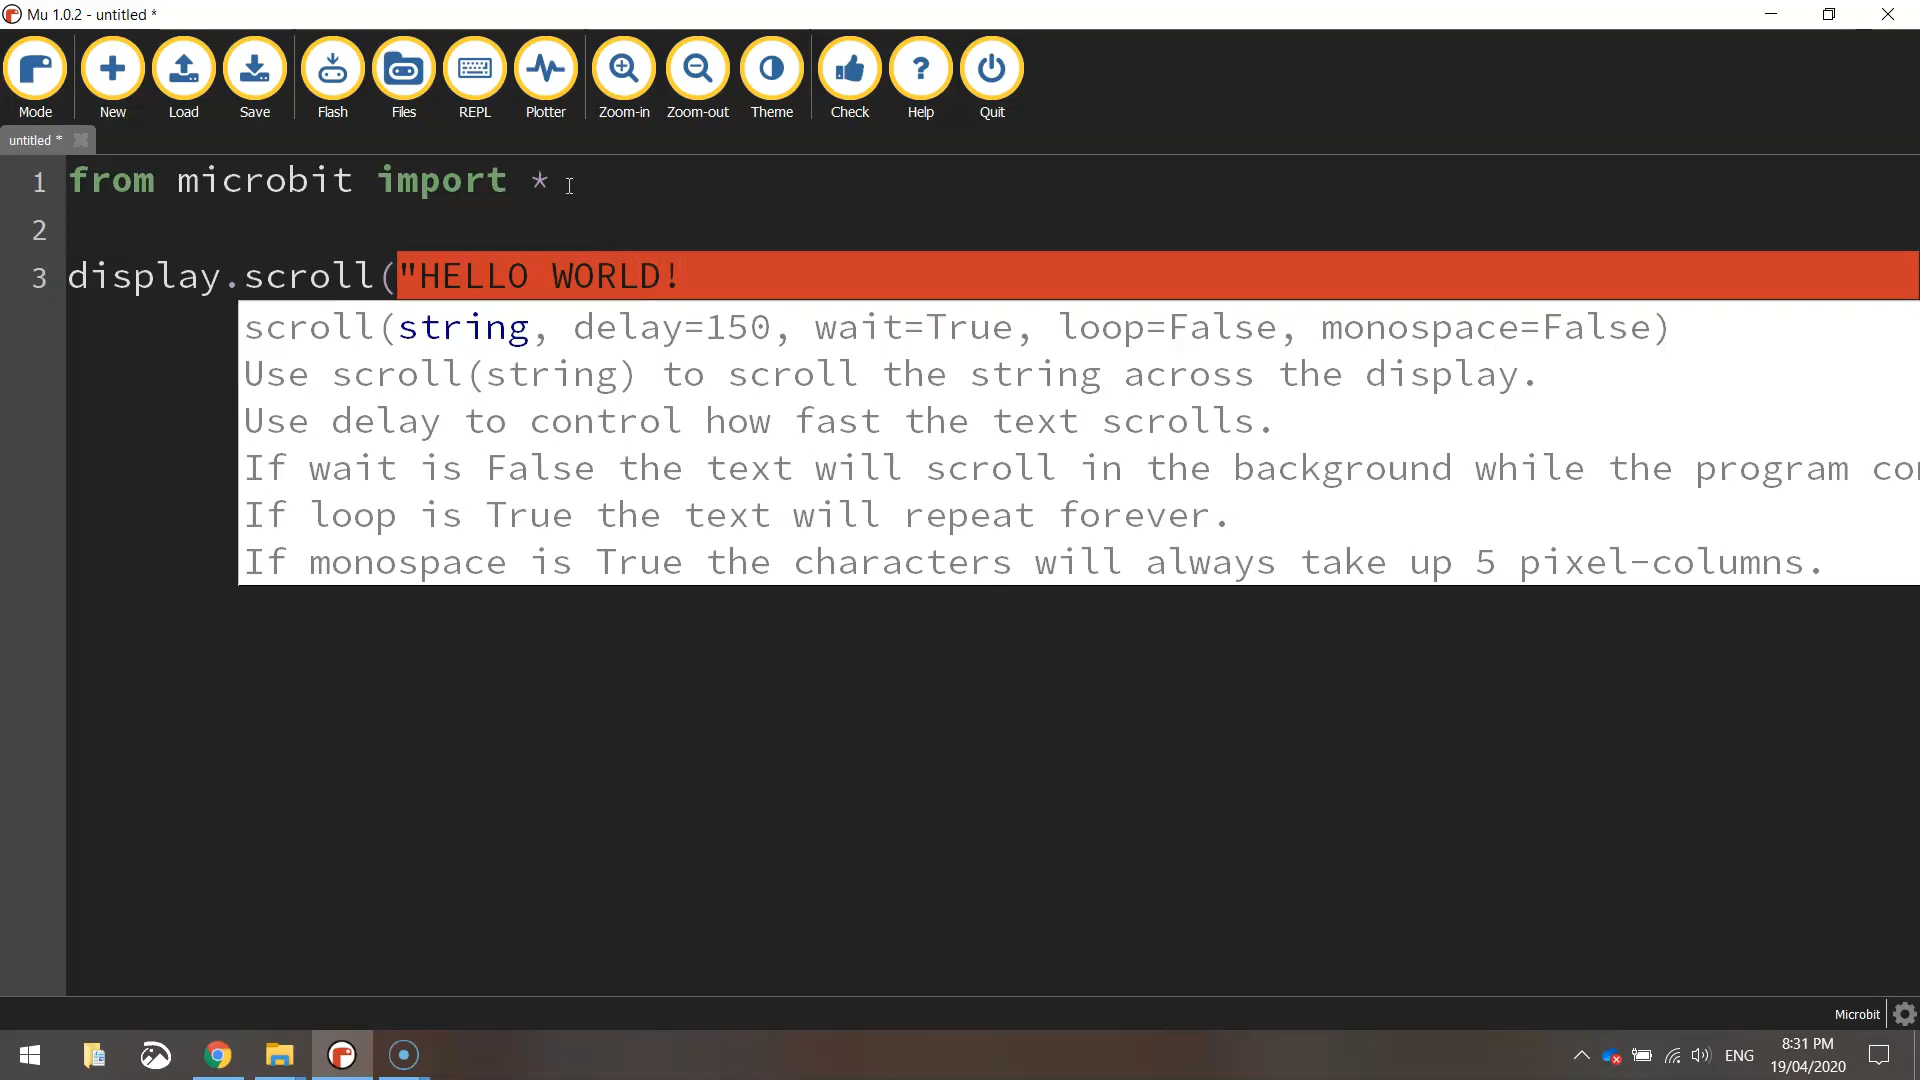 Mu 1.0.2 - untitled *
Mode New Load Save Flash Files REPL Plotter Zoom-in Zoom-out Theme Check Help Quit
untitled *
1 from microbit import *
2
3 display.scroll("HELLO WORLD!
scroll(string, delay=150, wait=True, loop=False, monospace=False)
Use scroll(string) to scroll the string across the display.
Use delay to control how fast the text scrolls.
If wait is False the text will scroll in the background while the program co
If loop is True the text will repeat forever.
If monospace is True the characters will always take up 5 pixel-columns.
Microbit
ENG
8:31 PM
19/04/2020